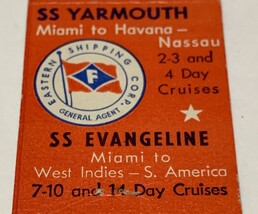 SS YARMOUTH
Miami to Havana –
Nassau
2-3 and
4 Day
Cruises
EASTERN SHIPPING CORP.
F
GENERAL AGENT
SS EVANGELINE
Miami to
West Indies – S. America
7-10 and 14 Day Cruises